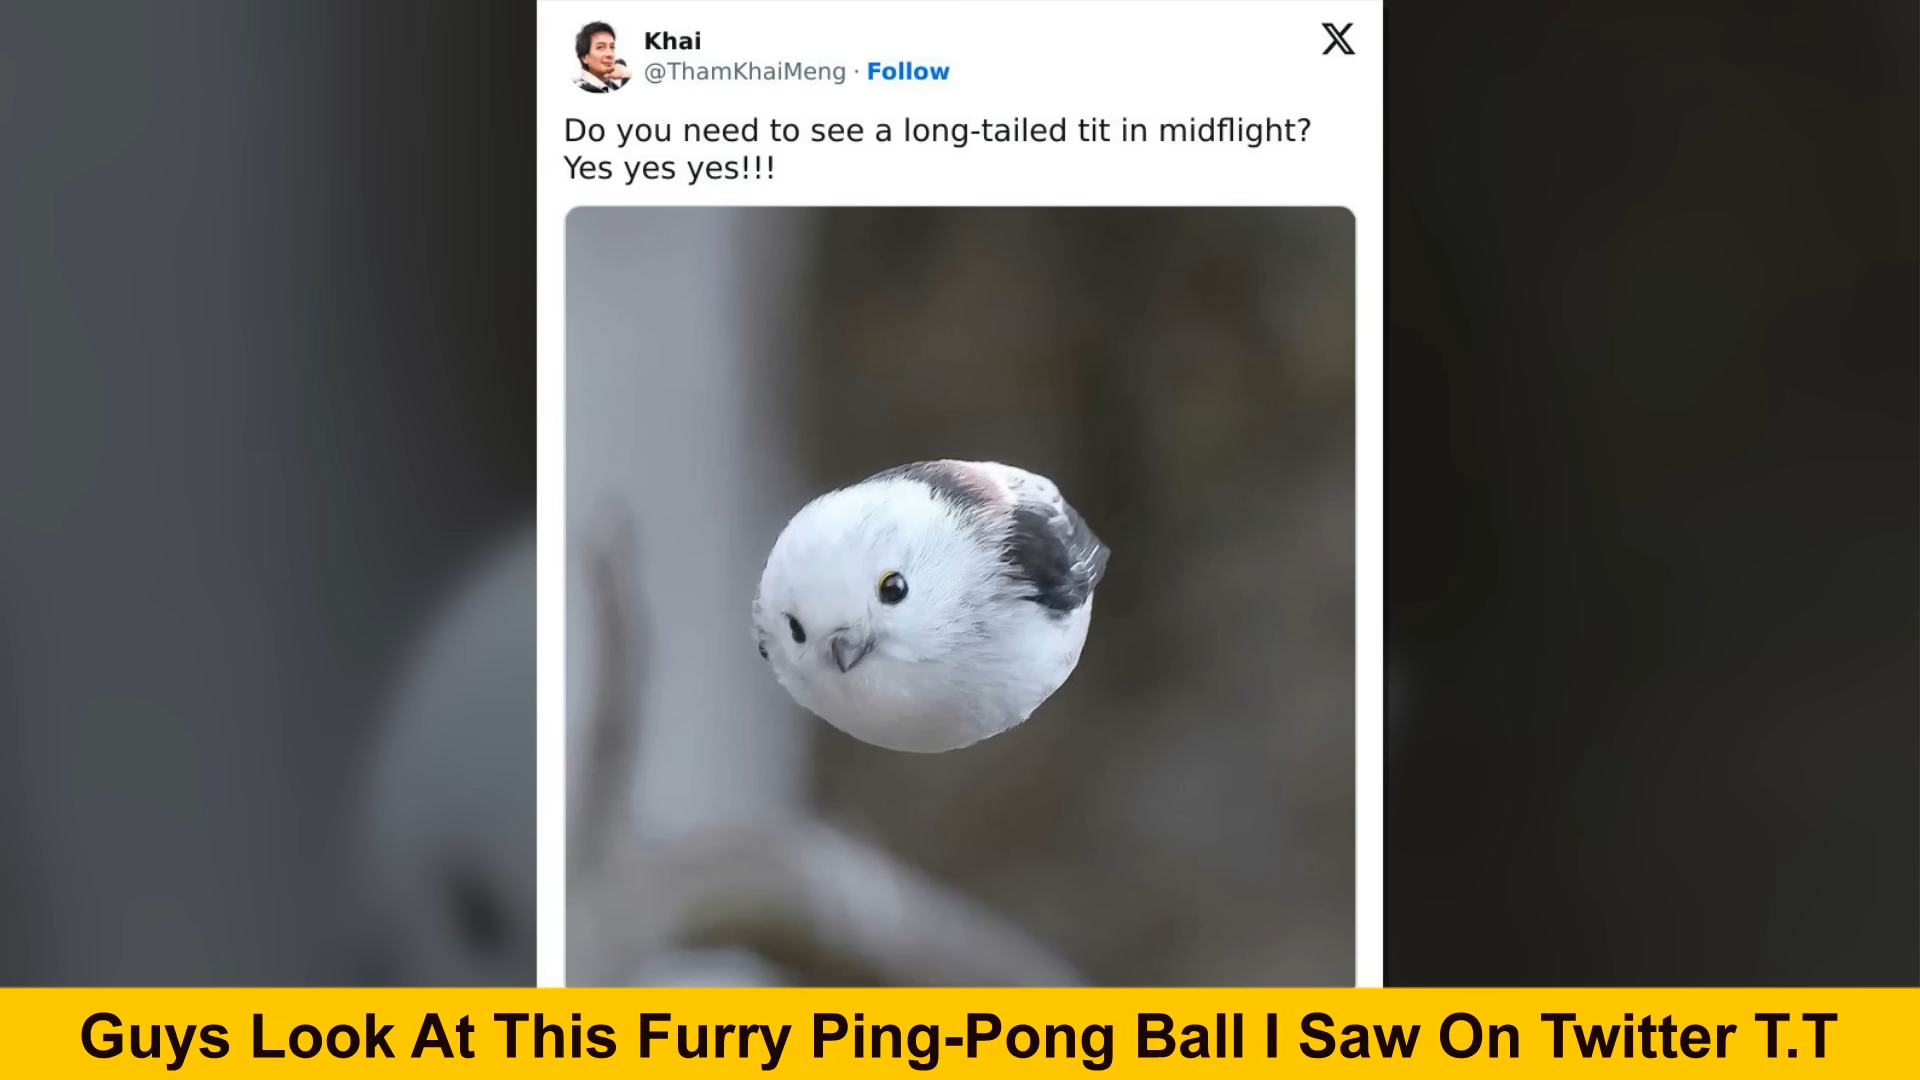 Khai
@ThamKhaiMeng · Follow
Do you need to see a long-tailed tit in midflight?
Yes yes yes!!!
Guys Look At This Furry Ping-Pong Ball I Saw On Twitter T.T